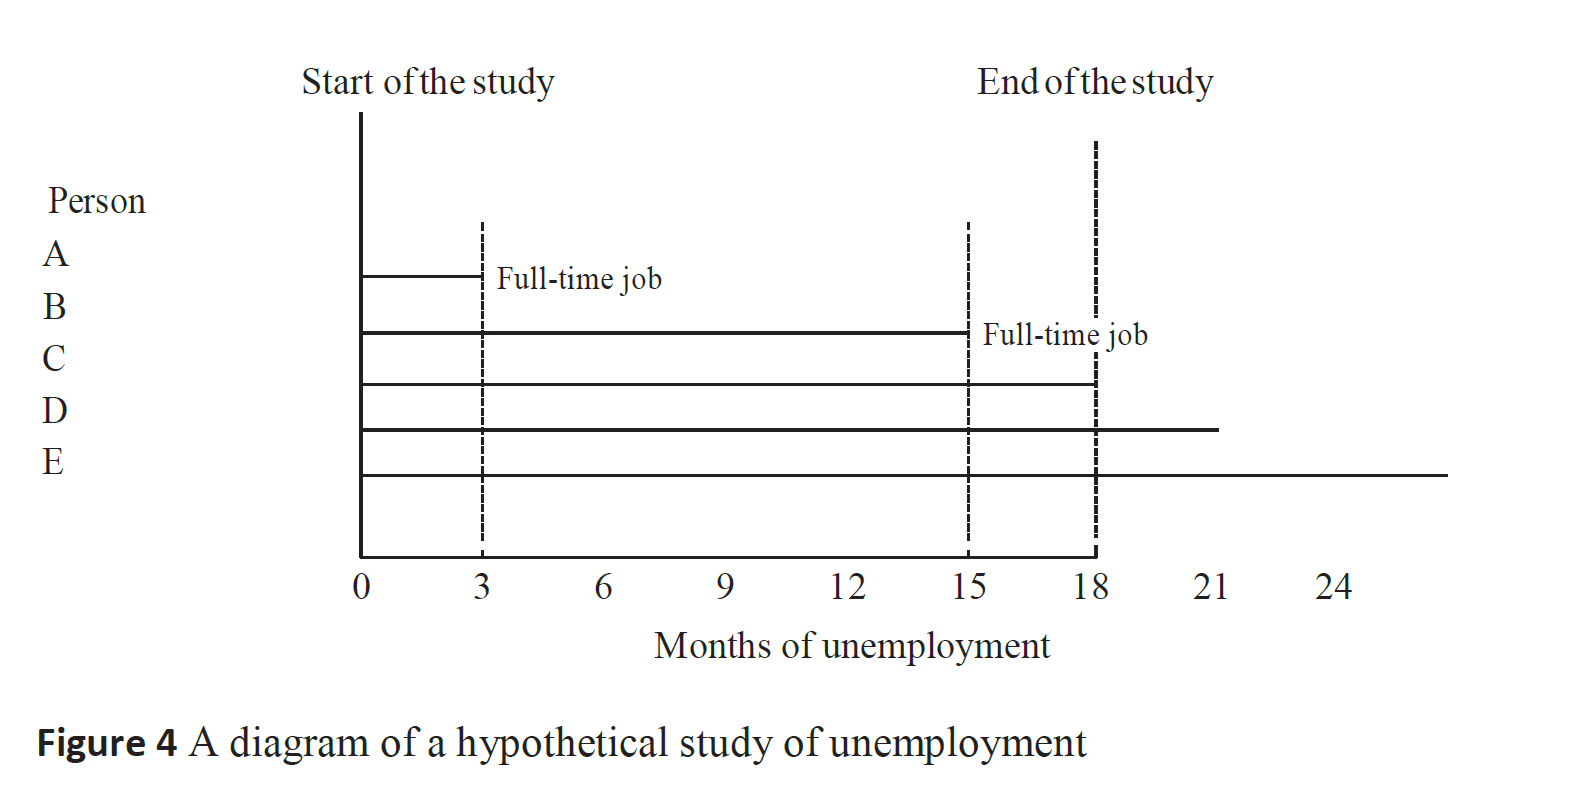 Start of the study
End of the study
Person
A
Full-time job
B
Full-time job
C
D
E
0 3 6 9 12 15 18 21 24
Months of unemployment
Figure 4 A diagram of a hypothetical study of unemployment